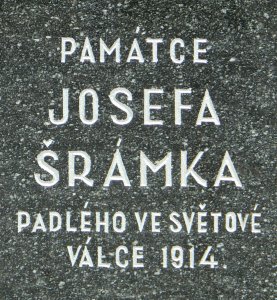 PAMÁTCE
JOSEFA
ŠRÁMKA
PADLÉHO VE SVĚTOVÉ
VÁLCE 1914.